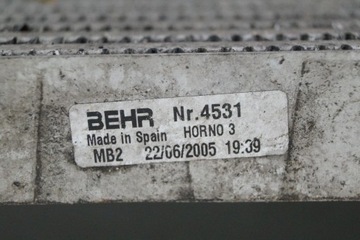 BEHR Nr.4531
Made in Spain HORNO 3
MB2 22/06/2005 19:39